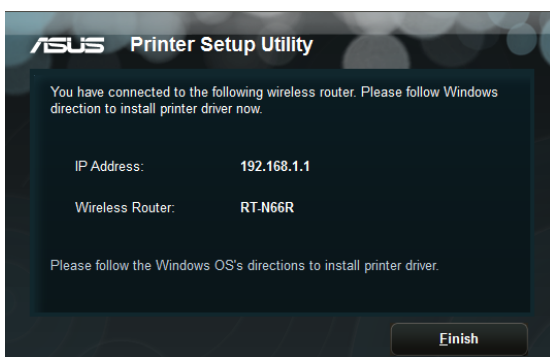 ASUS Printer Setup Utility
You have connected to the following wireless router. Please follow Windows
direction to install printer driver now.
IP Address: 192.168.1.1
Wireless Router: RT-N66R
Please follow the Windows OS's directions to install printer driver.
Finish